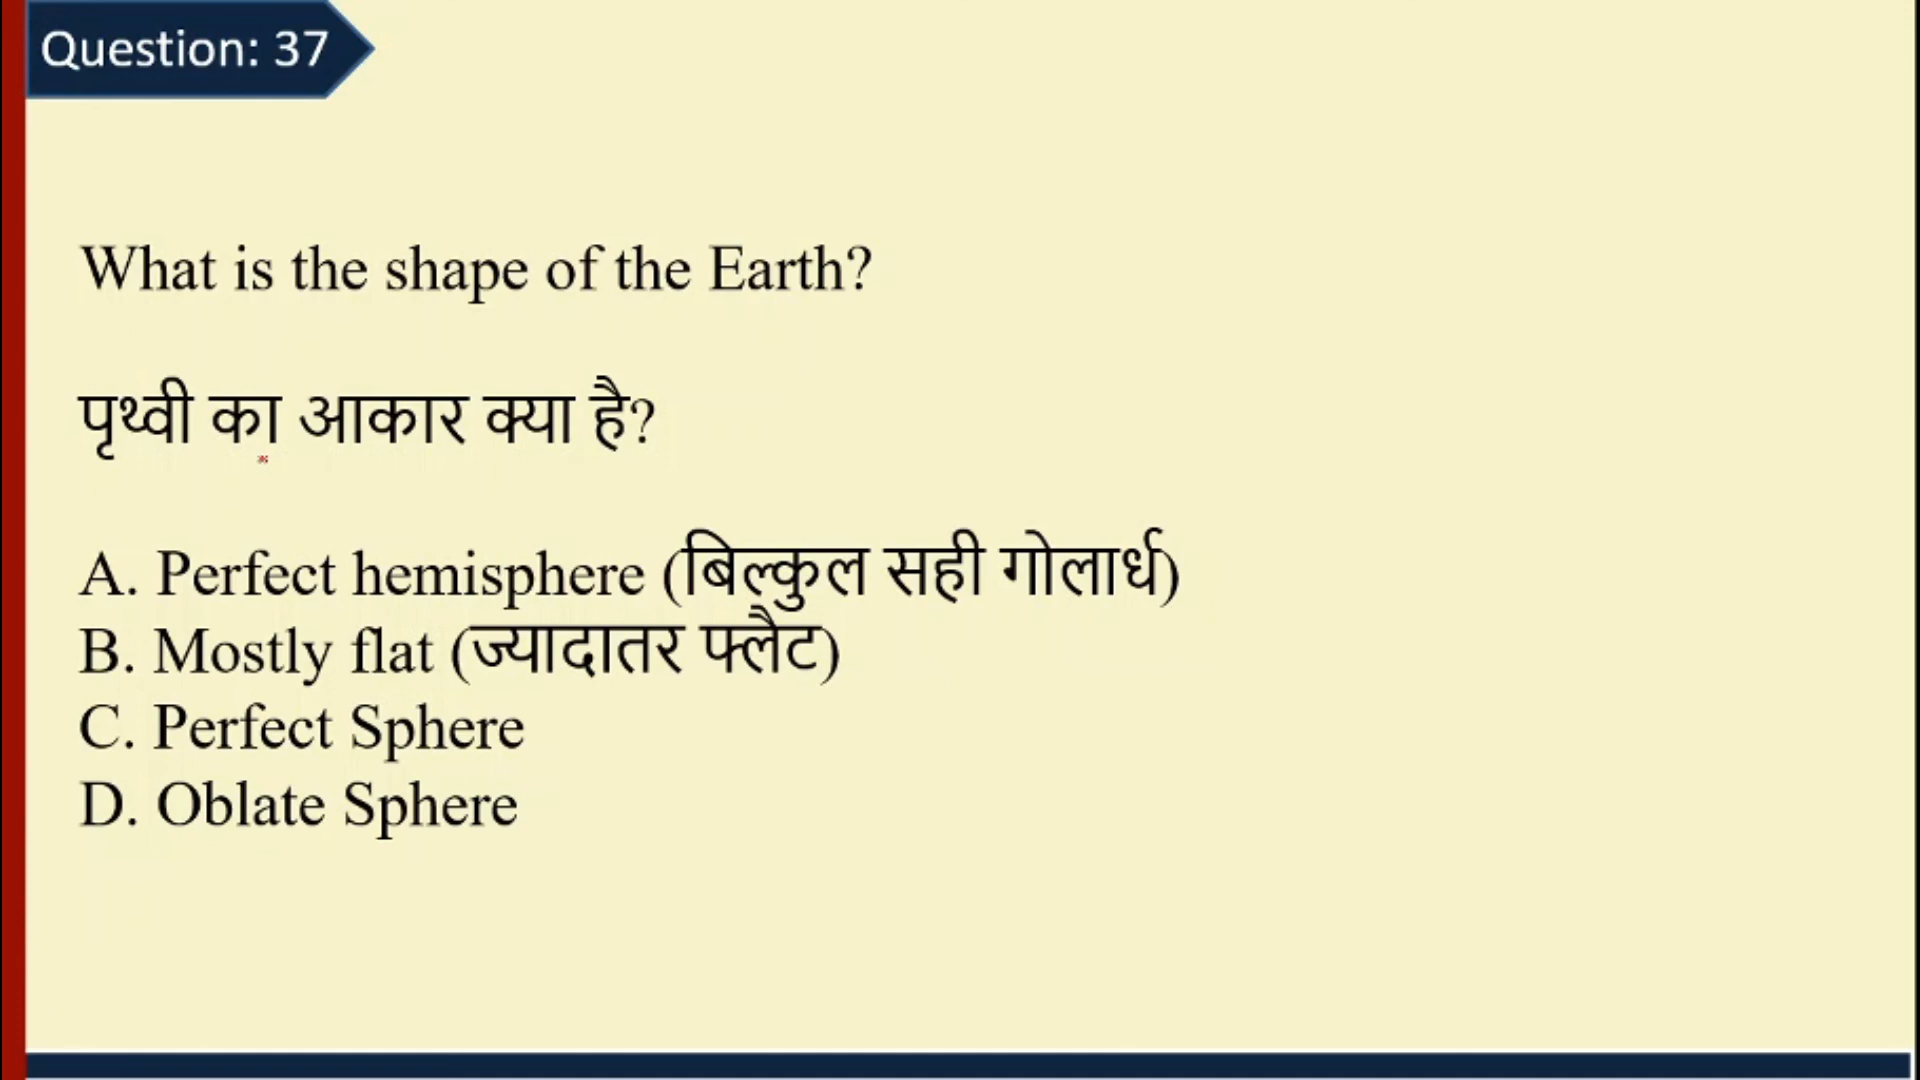 Question: 37
What is the shape of the Earth?
पृथ्वी का आकार क्या है?
A. Perfect hemisphere (बिल्कुल सही गोलार्ध)
B. Mostly flat (ज्यादातर फ्लैट)
C. Perfect Sphere
D. Oblate Sphere